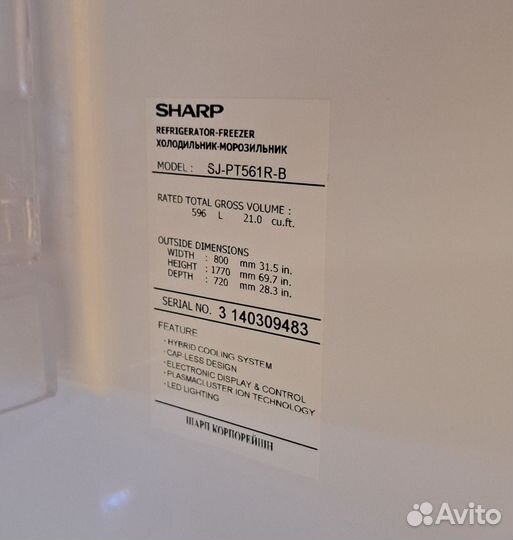 SHARP
REFRIGERATOR-FREEZER
ХОЛОДИЛЬНИК-МОРОЗИЛЬНИК
MODEL : SJ-PT561R-B
RATED TOTAL GROSS VOLUME :
596 L 21.0 cu.ft.
OUTSIDE DIMENSIONS
WIDTH : 800 mm 31.5 in.
HEIGHT : 1770 mm 69.7 in.
DEPTH : 720 mm 28.3 in.
SERIAL NO. 3 140309483
FEATURE
· HYBRID COOLING SYSTEM
· CAP-LESS DESIGN
· ELECTRONIC DISPLAY & CONTROL
· PLASMACLUSTER ION TECHNOLOGY
· LED LIGHTING
ШАРП КОРПОРЕЙШН
Avito